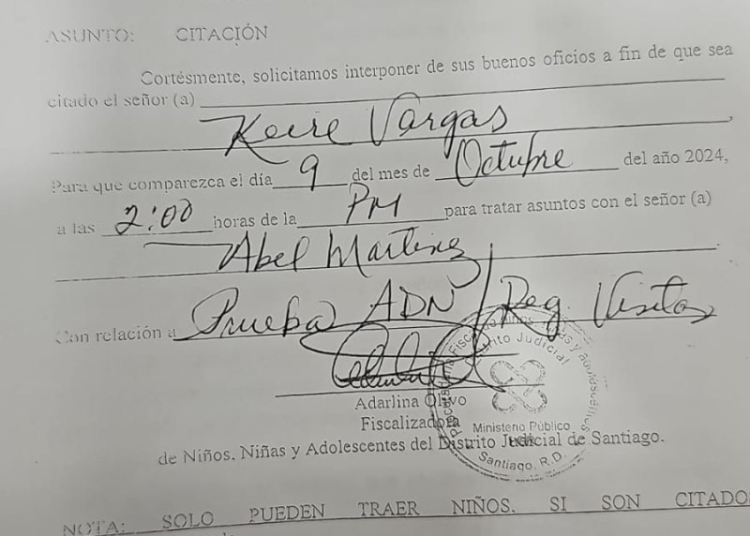 ASUNTO: CITACIÓN
Cortésmente, solicitamos interponer de sus buenos oficios a fin de que sea
citado el señor (a)
Keire Vargas,
Para que comparezca el día 9 del mes de Octubre del año 2024,
a las 2:00 horas de la PM para tratar asuntos con el señor (a)
Abel Martinez
Con relación a Prueba ADN / Reg. Visitas
Adarlina Olivo
Fiscalizadora
de Niños, Niñas y Adolescentes del Distrito Judicial de Santiago.
Ministerio Público
Santiago, R.D.
NOTA: SOLO PUEDEN TRAER NIÑOS. SI SON CITADO